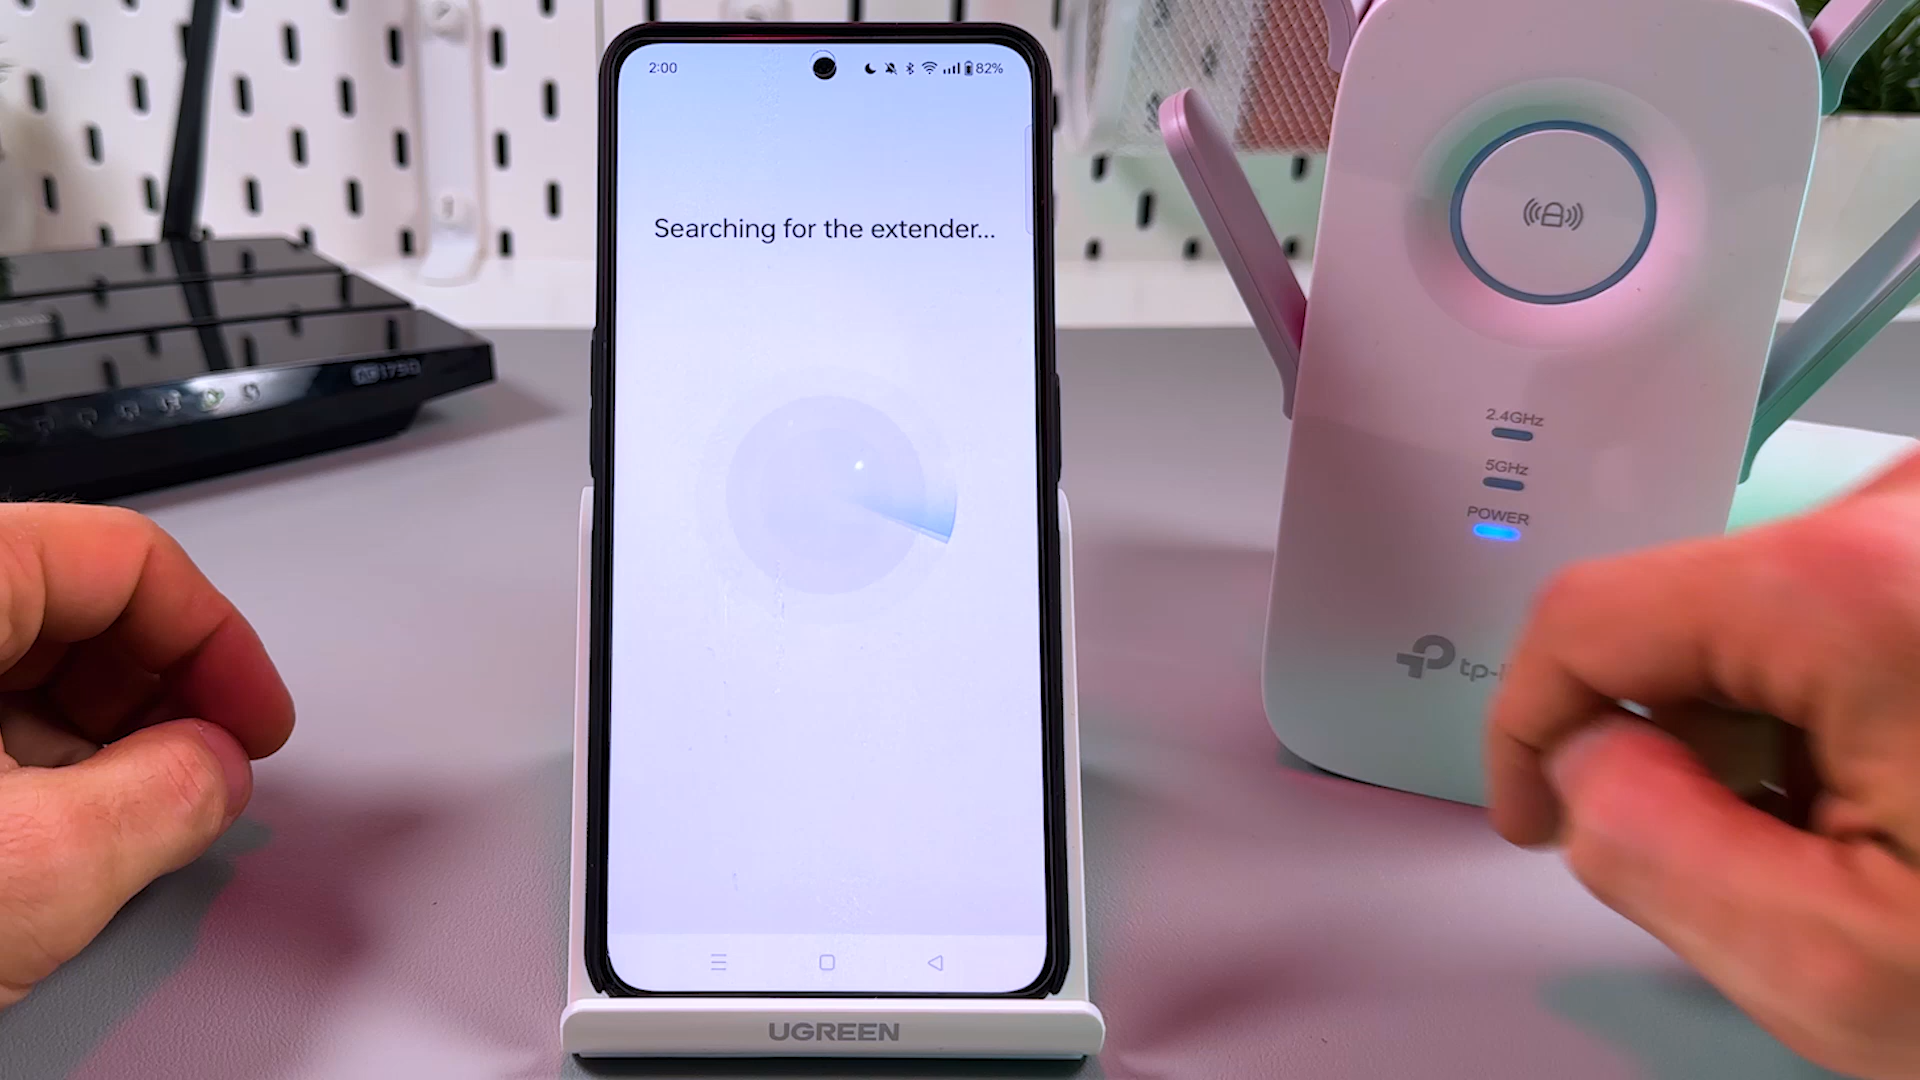 2:00
82%
Searching for the extender...
2.4GHz
5GHz
POWER
UGREEN